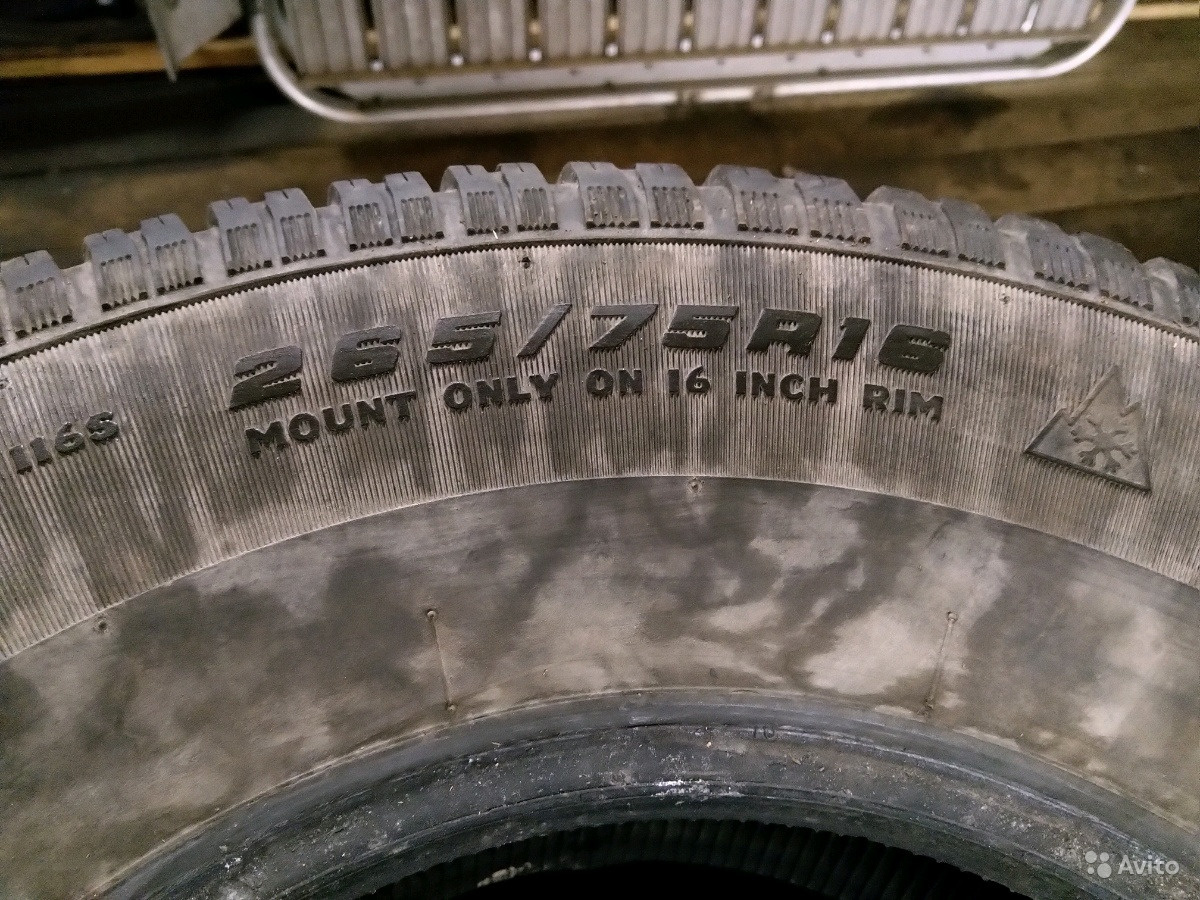 265/75R16
116S
MOUNT ONLY ON 16 INCH RIM
Avito